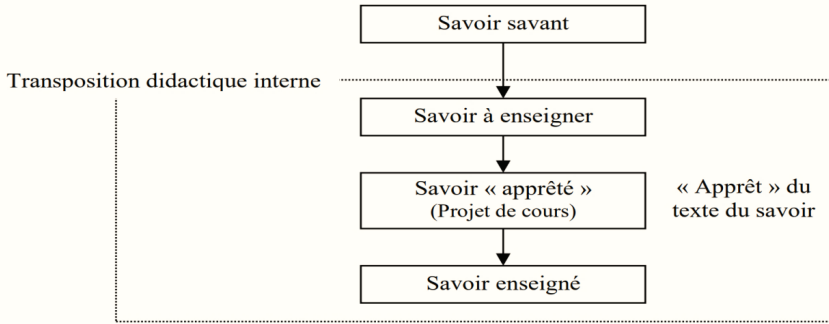 Savoir savant
Transposition didactique interne
Savoir à enseigner
Savoir « apprêté »
(Projet de cours)
« Apprêt » du
texte du savoir
Savoir enseigné